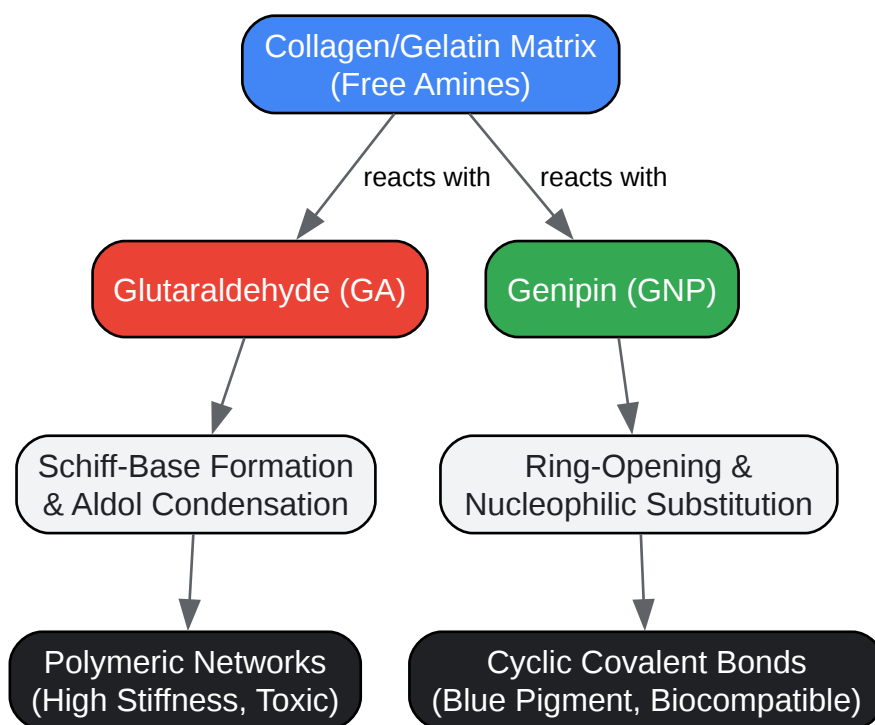 Collagen/Gelatin Matrix
(Free Amines)
reacts with
reacts with
Glutaraldehyde (GA)
Genipin (GNP)
Schiff-Base Formation
& Aldol Condensation
Ring-Opening &
Nucleophilic Substitution
Polymeric Networks
(High Stiffness, Toxic)
Cyclic Covalent Bonds
(Blue Pigment, Biocompatible)